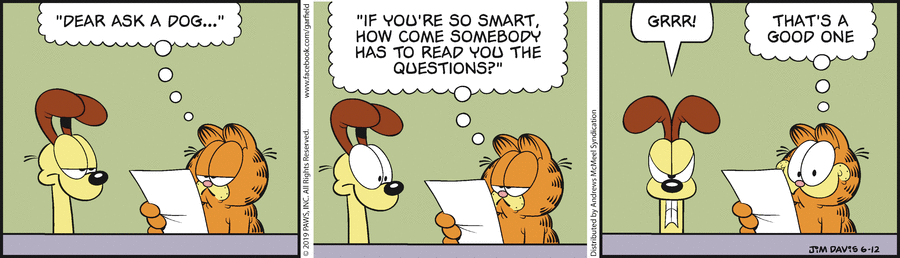 "DEAR ASK A DOG..."
www.facebook.com/garfield
© 2019 PAWS, INC. All Rights Reserved.
"IF YOU'RE SO SMART,
HOW COME SOMEBODY
HAS TO READ YOU THE
QUESTIONS?"
Distributed by Andrews McMeel Syndication
GRRR!
THAT'S A
GOOD ONE
JIM DAVIS 6-12